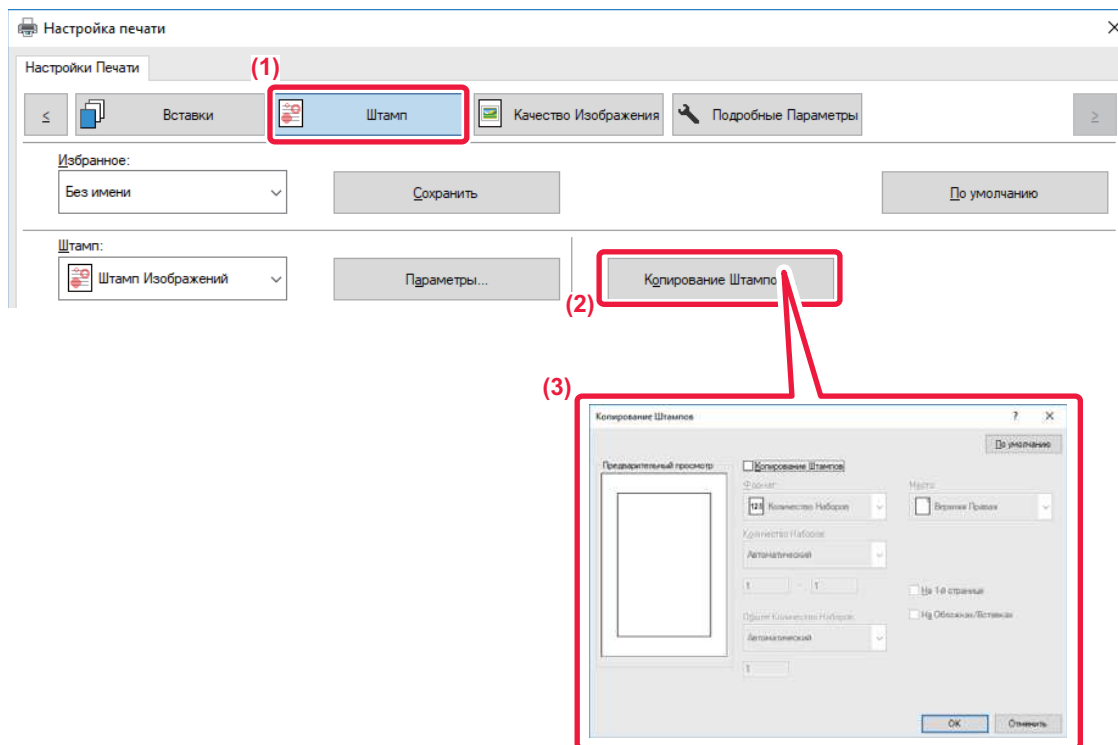 Настройка печати
Настройки Печати
(1)
<
Вставки
Штамп
Качество Изображения
Подробные Параметры
>
Избранное:
Без имени
Сохранить
По умолчанию
Штамп:
Штамп Изображений
Параметры...
Копирование Штампо
(2)
(3)
Копирование Штампов
?
По умолчанию
Предварительный просмотр
Копирование Штампов
Формат:
Место:
123 Количество Наборов
Верхняя Правая
Количество Наборов:
Автоматический
1 - 1
На 1-й странице
Общее Количество Наборов:
На Обложках/Вставках
Автоматический
1
OK
Отменить